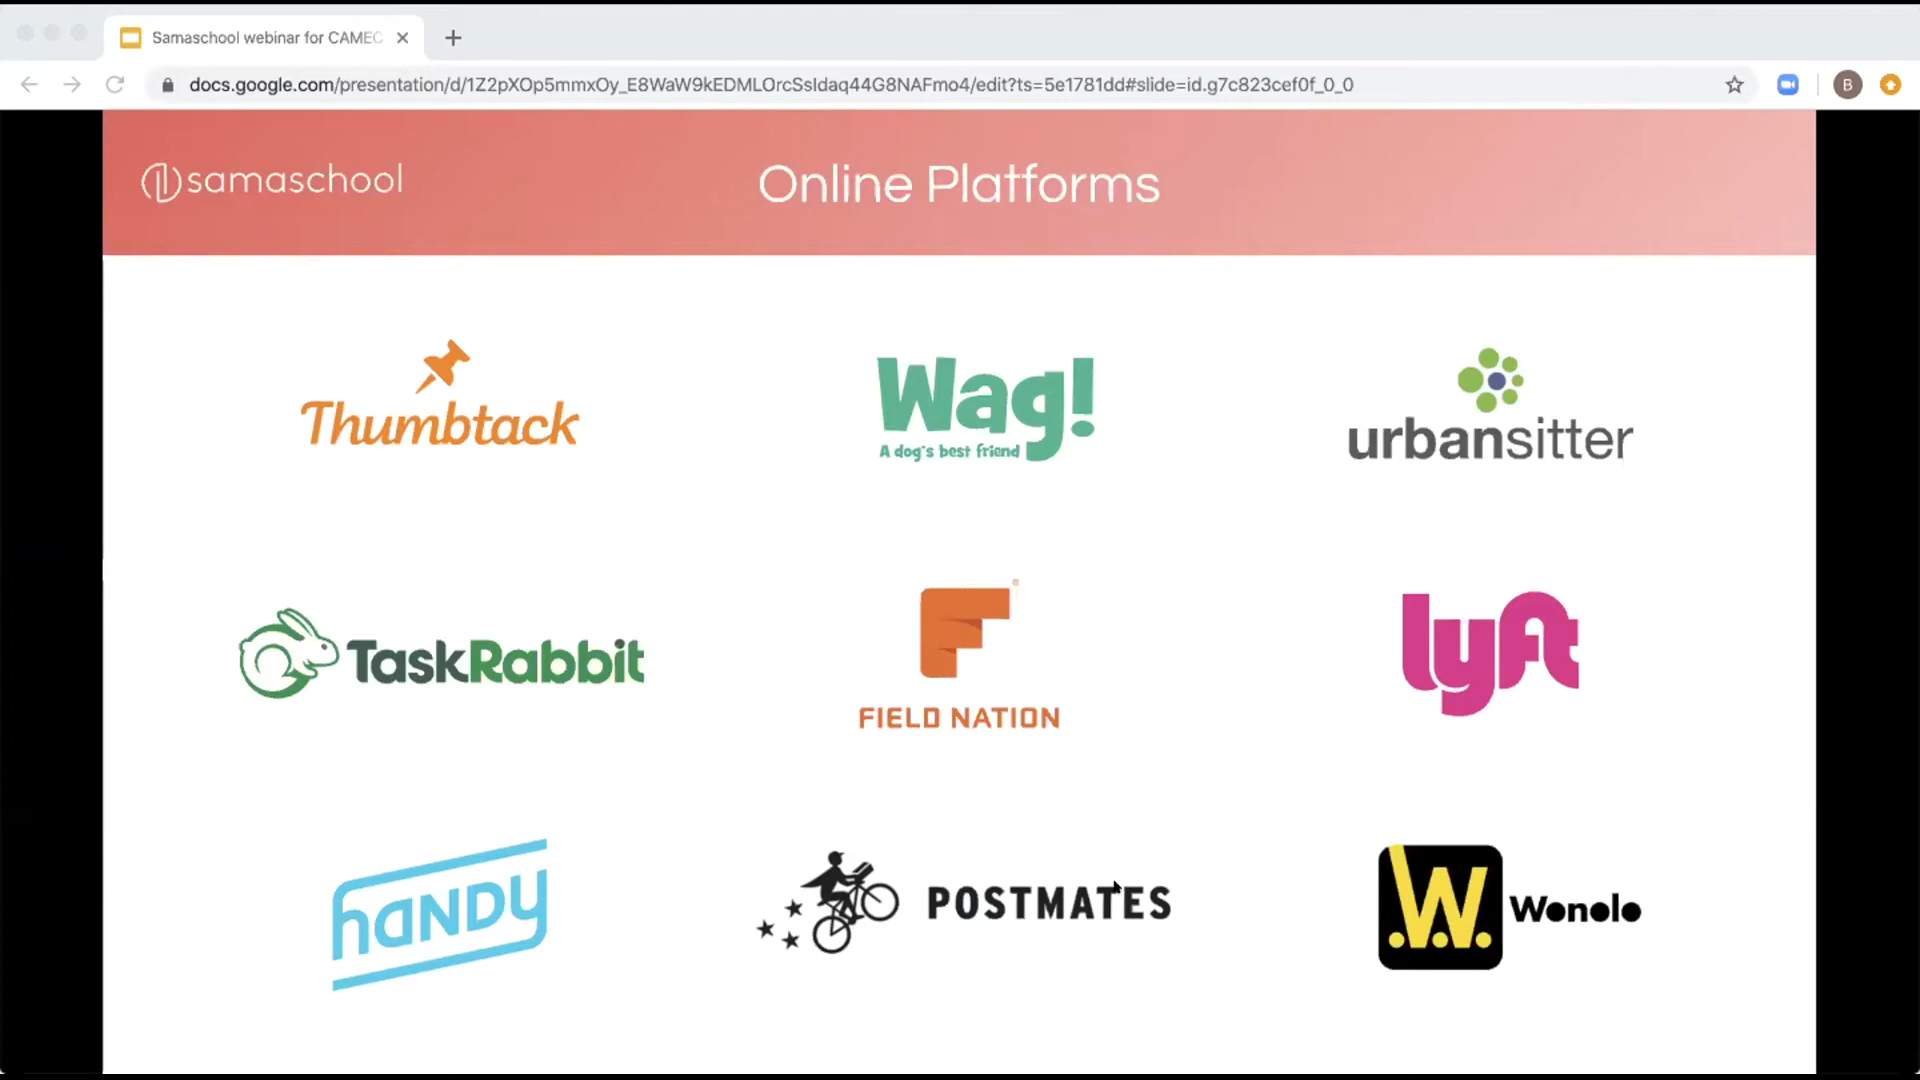 Samaschool webinar for CAMEC
docs.google.com/presentation/d/1Z2pXOp5mmxOy_E8WaW9kEDMLOrcSsIdaq44G8NAFmo4/edit?ts=5e1781dd#slide=id.g7c823cef0f_0_0
B
samaschool
Online Platforms
Thumbtack
Wag!
A dog's best friend
urbansitter
TaskRabbit
F
FIELD NATION
lyft
HANDY
POSTMATES
.W.
Wonolo